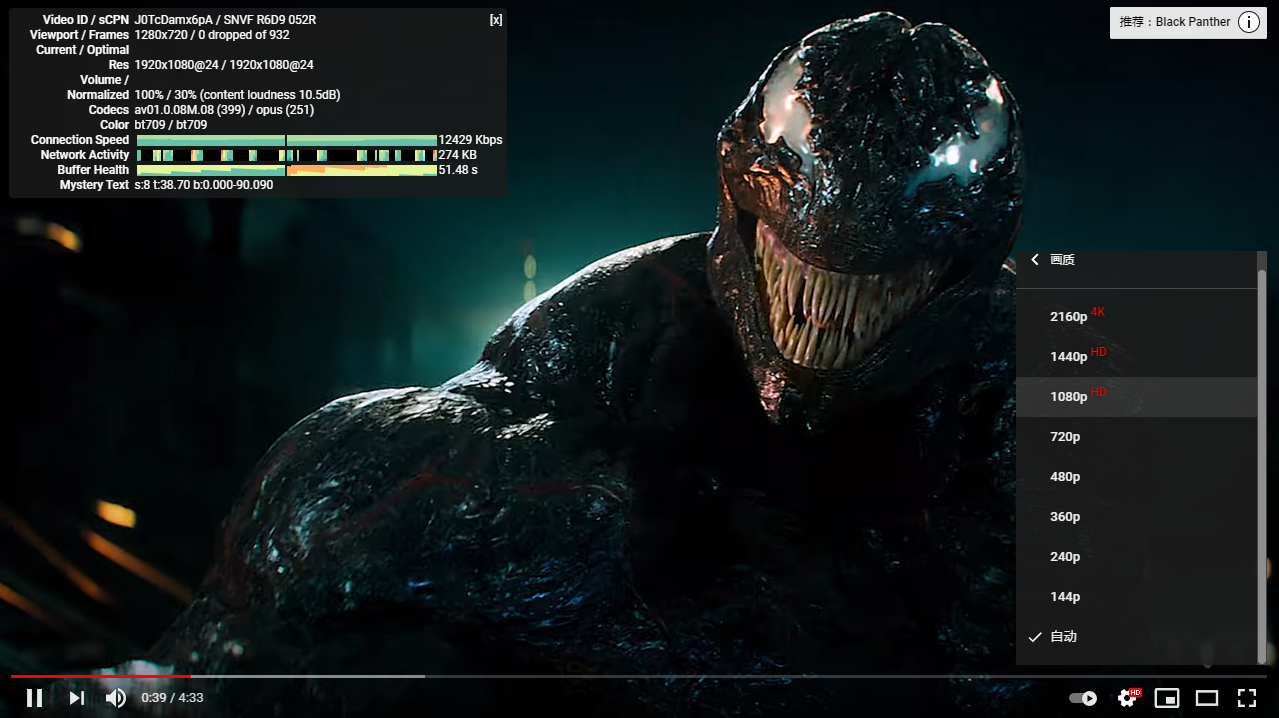 Video ID / sCPN J0TcDamx6pA / SNVF R6D9 052R [x]
Viewport / Frames 1280x720 / 0 dropped of 932
Current / Optimal
Res 1920x1080@24 / 1920x1080@24
Volume /
Normalized 100% / 30% (content loudness 10.5dB)
Codecs av01.0.08M.08 (399) / opus (251)
Color bt709 / bt709
Connection Speed 12429 Kbps
Network Activity 274 KB
Buffer Health 51.48 s
Mystery Text s:8 t:38.70 b:0.000-90.090
推荐：Black Panther
画质
2160p 4K
1440p HD
1080p HD
720p
480p
360p
240p
144p
自动
0:39 / 4:33
HD